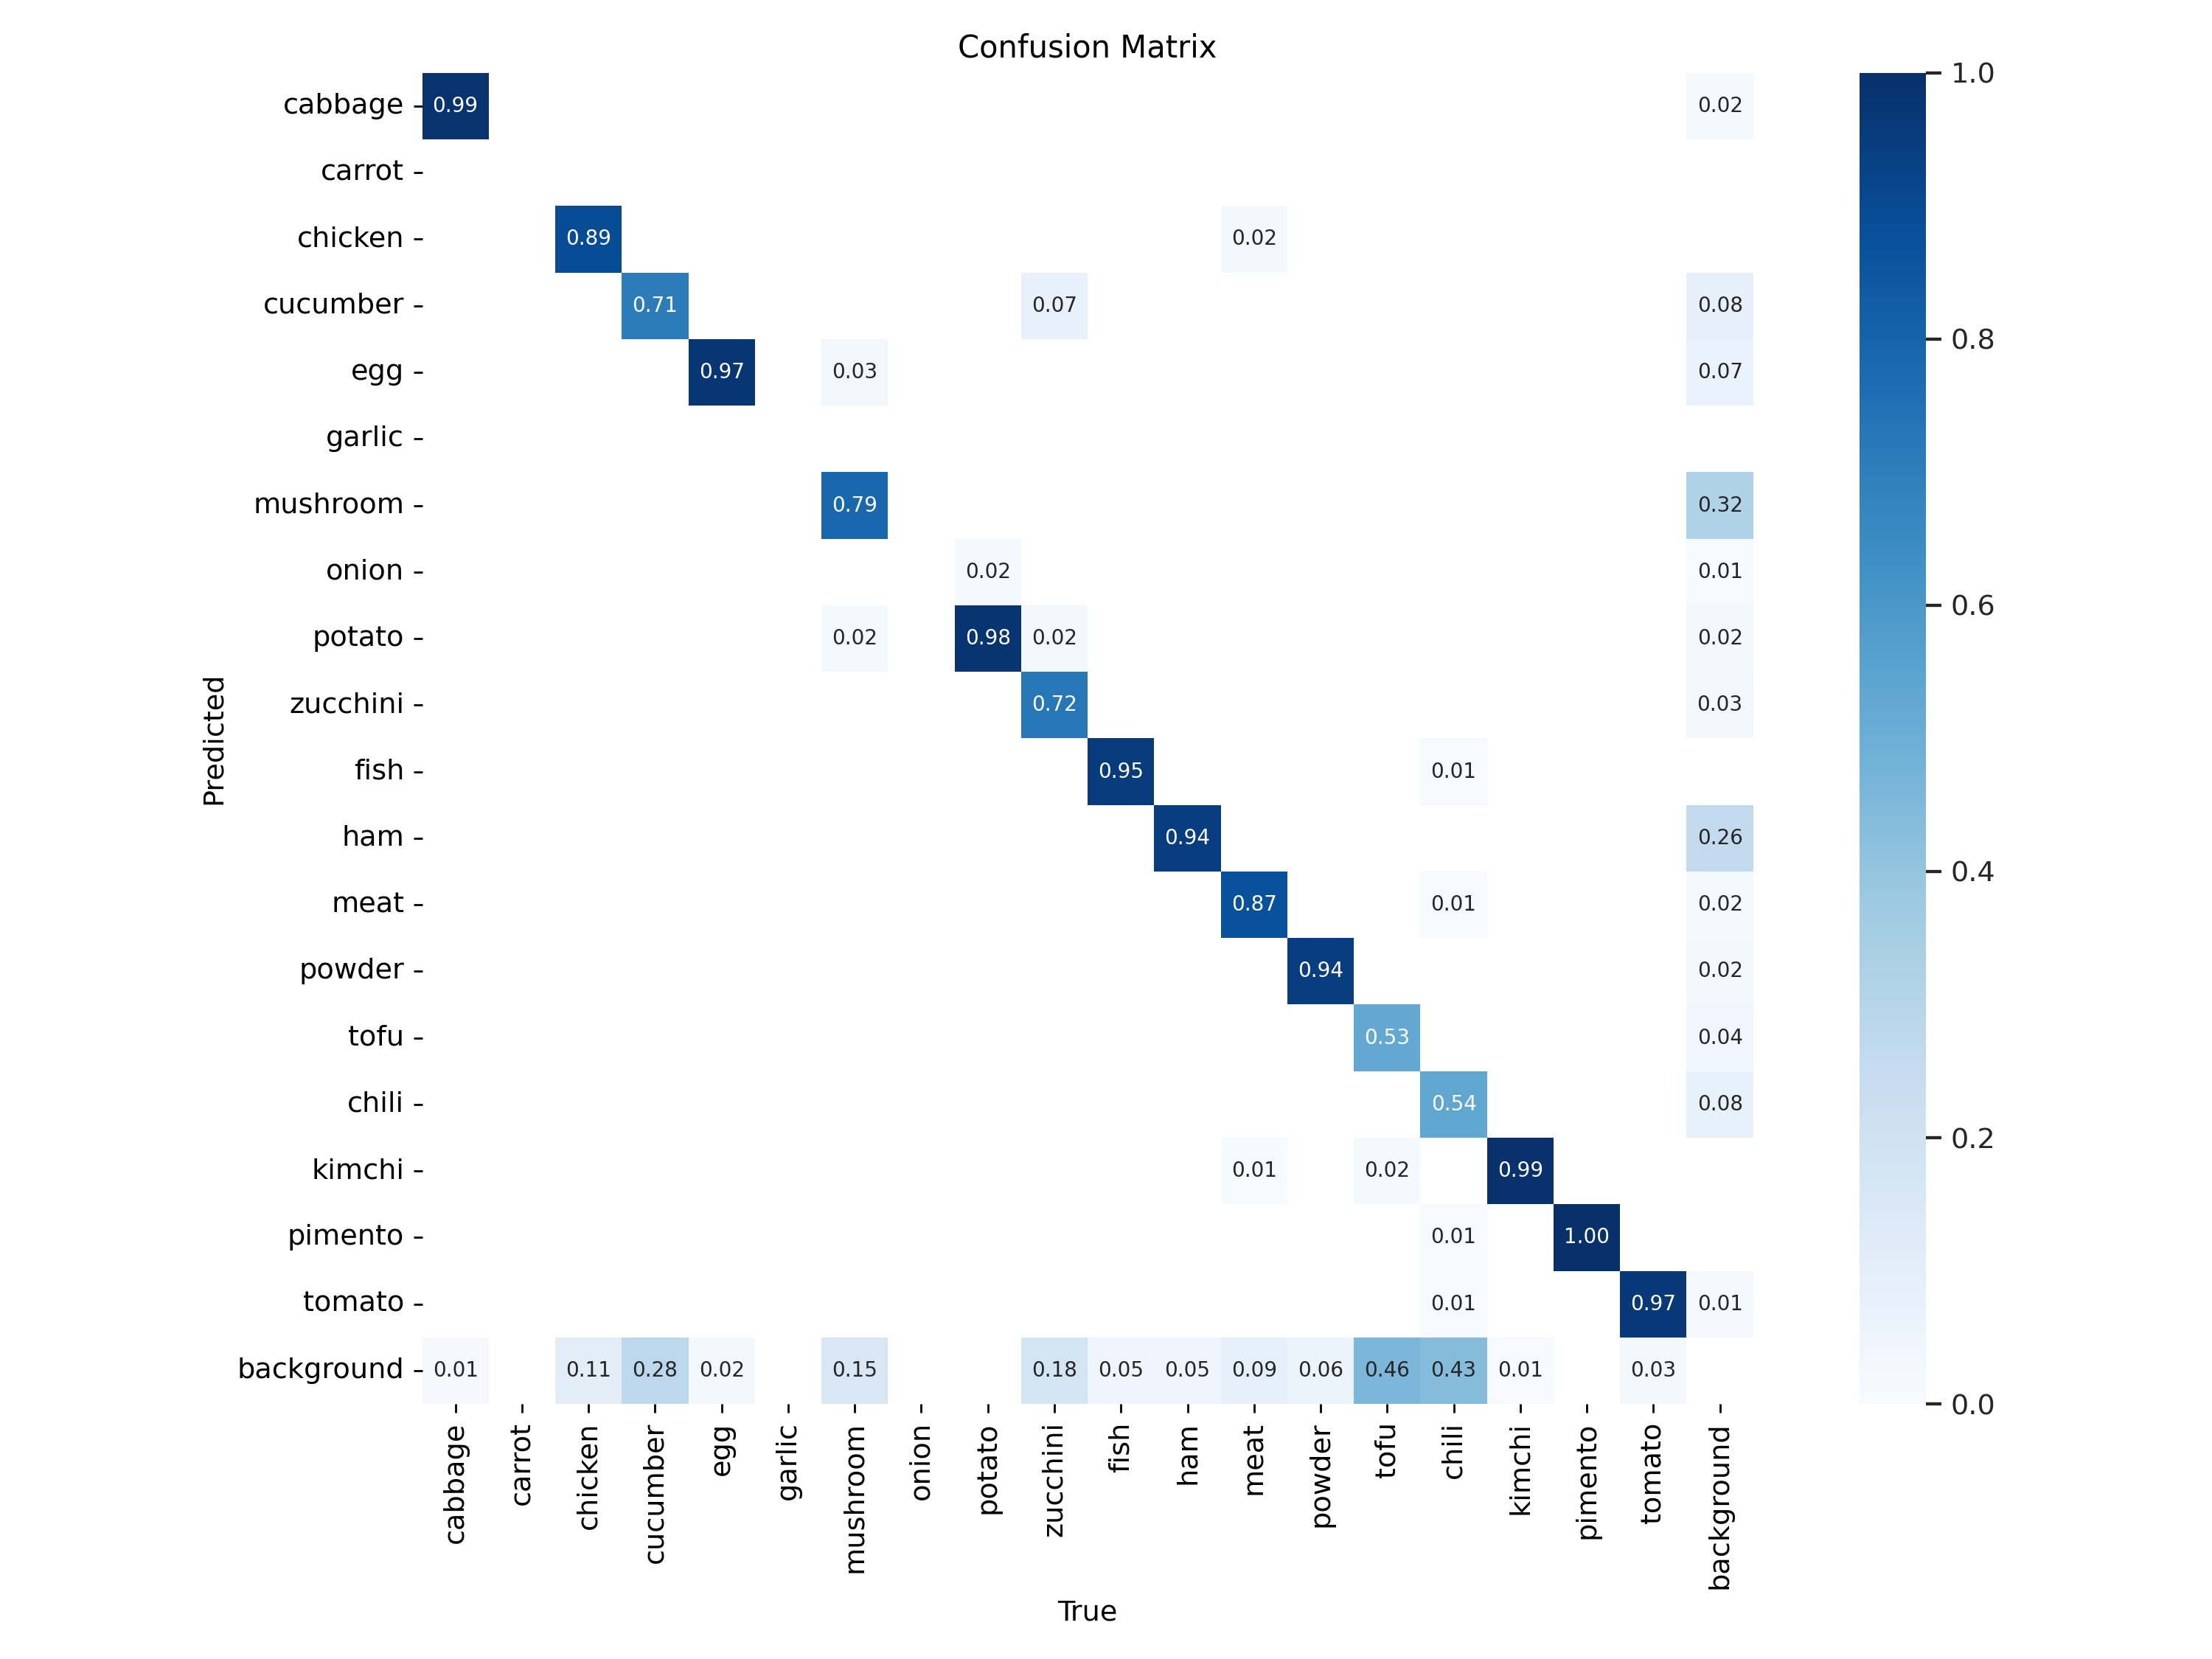 Confusion Matrix
cabbage 0.99 0.02 1.0
carrot
chicken 0.89 0.02
cucumber 0.71 0.07 0.08
0.8
egg 0.97 0.03 0.07
garlic
mushroom 0.79 0.32
onion 0.02 0.01
0.6
potato 0.02 0.98 0.02 0.02
zucchini 0.72 0.03
Predicted
fish 0.95 0.01
ham 0.94 0.26
0.4
meat 0.87 0.01 0.02
powder 0.94 0.02
tofu 0.53 0.04
chili 0.54 0.08
0.2
kimchi 0.01 0.02 0.99
pimento 0.01 1.00
tomato 0.01 0.97 0.01
background 0.01 0.11 0.28 0.02 0.15 0.18 0.05 0.05 0.09 0.06 0.46 0.43 0.01 0.03
0.0
cabbage carrot chicken cucumber egg garlic mushroom onion potato zucchini fish ham meat powder tofu chili kimchi pimento tomato background
True